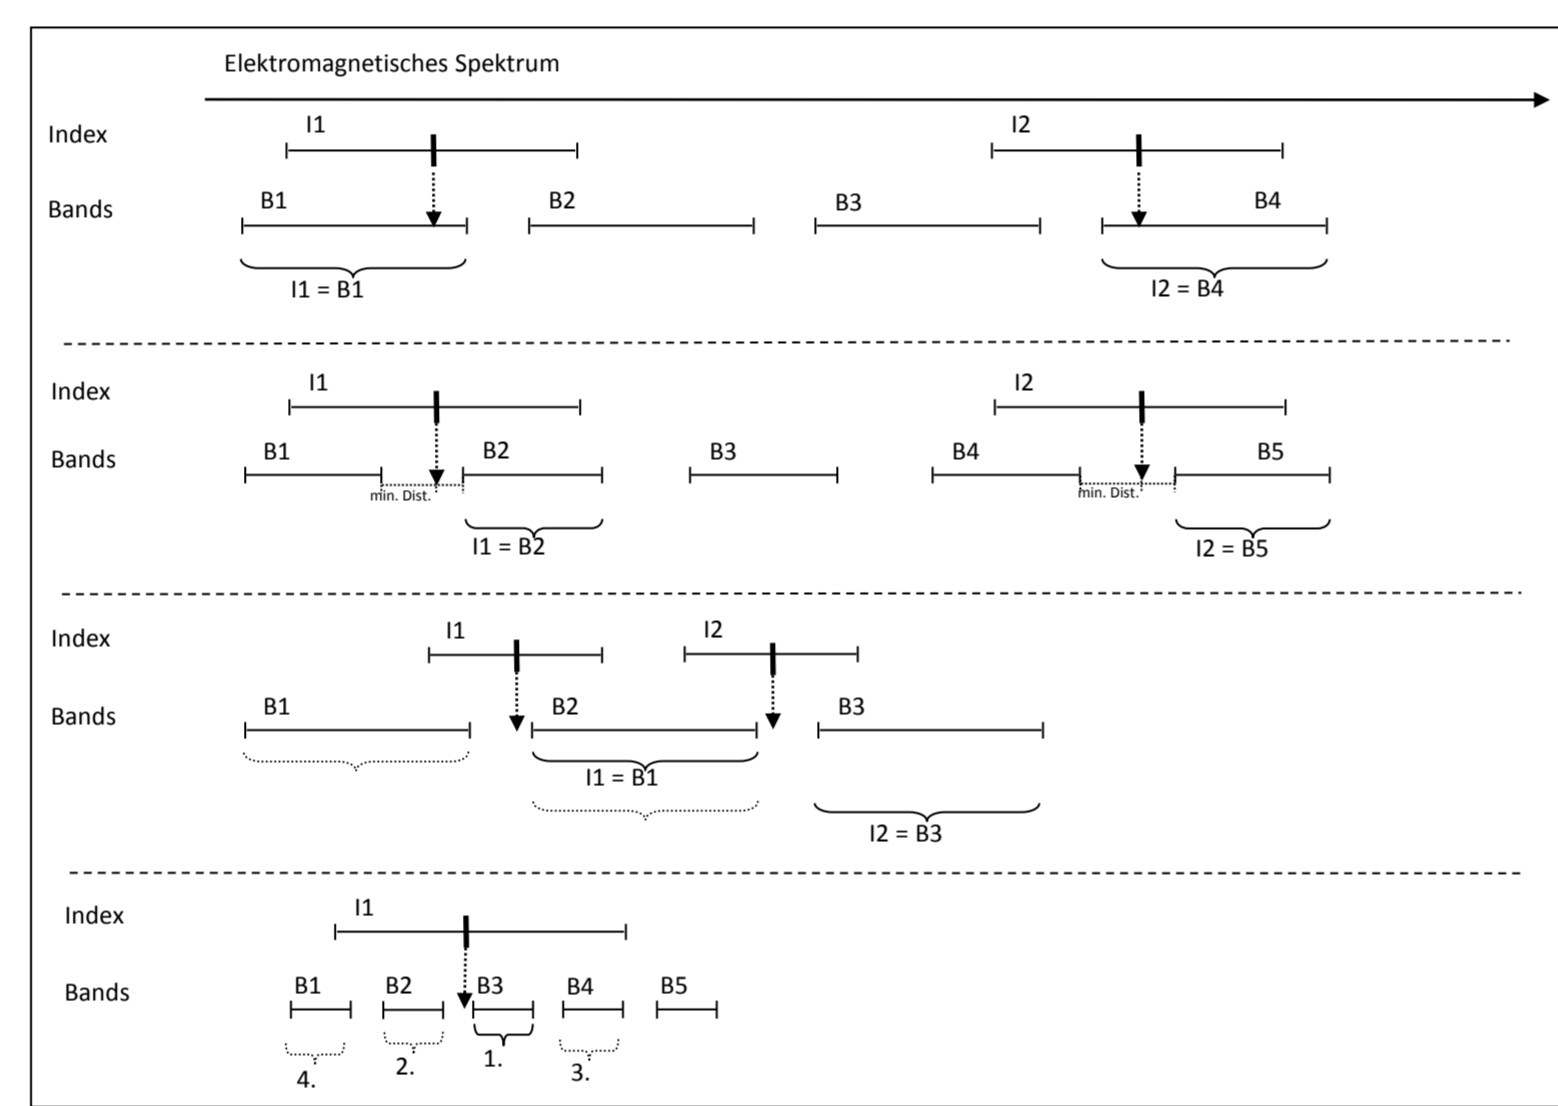 Elektromagnetisches Spektrum
Index
I1
I2
Bands
B1
B2
B3
B4
I1 = B1
I2 = B4
Index
I1
I2
Bands
B1
B2
B3
B4
B5
min. Dist.
min. Dist.
I1 = B2
I2 = B5
Index
I1
I2
Bands
B1
B2
B3
I1 = B1
I2 = B3
Index
I1
Bands
B1
B2
B3
B4
B5
4.
2.
1.
3.